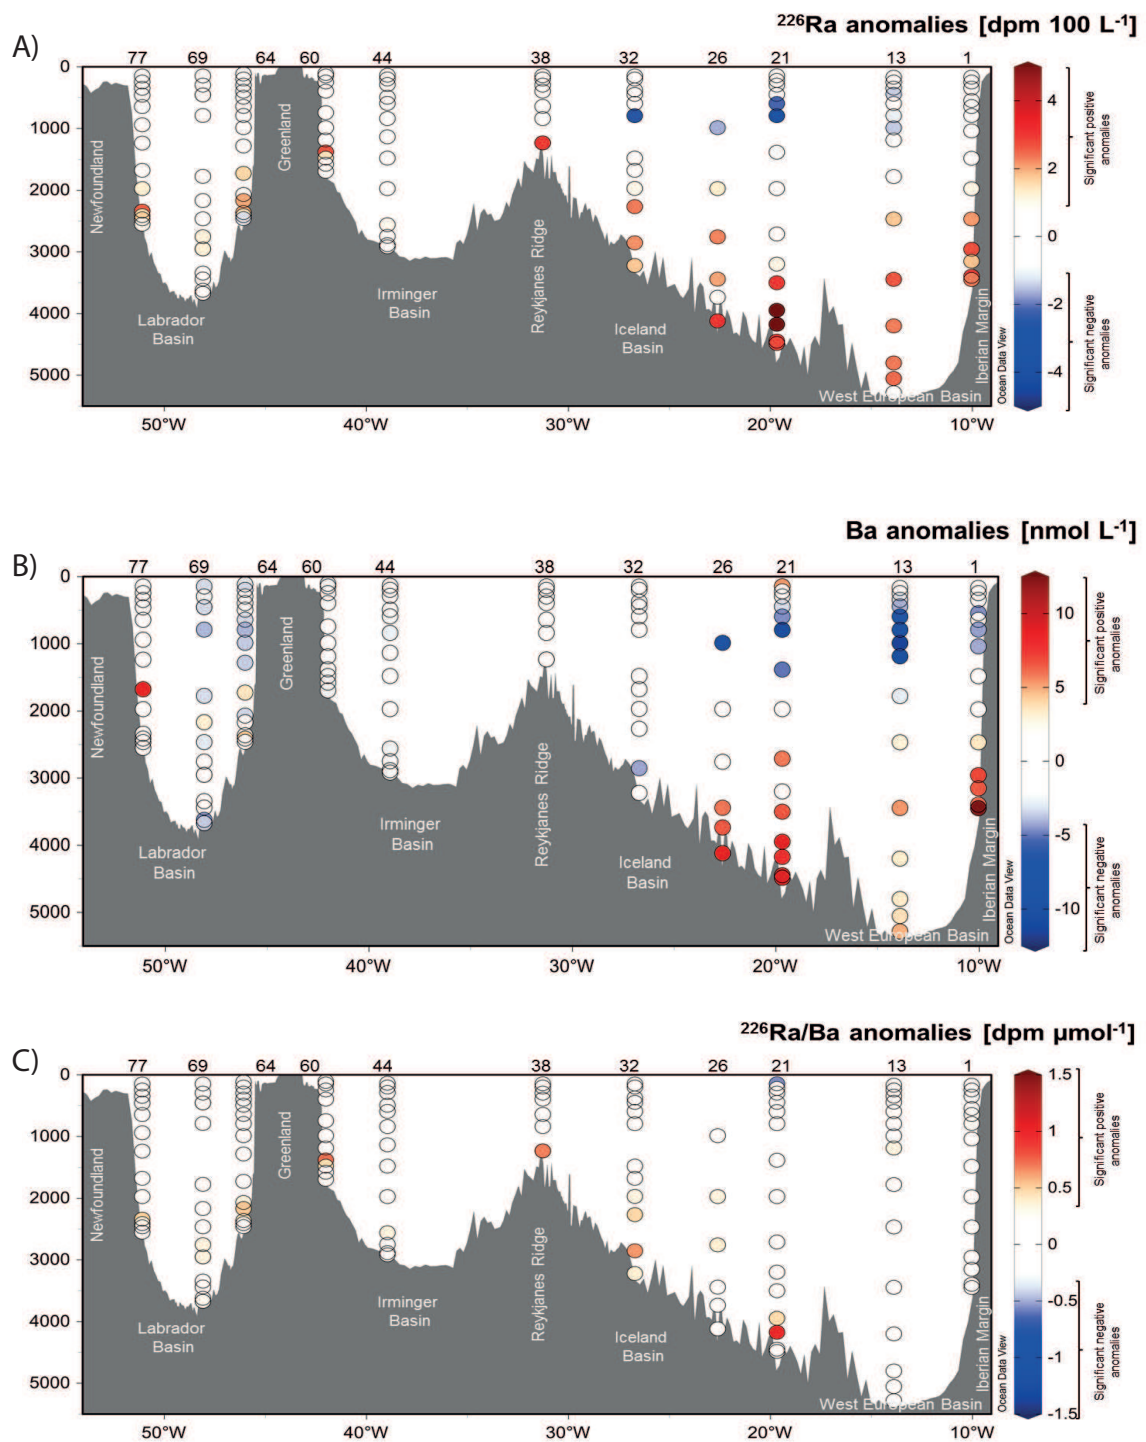 ²²⁶Ra anomalies [dpm 100 L⁻¹]
A)
77 69 64 60 44 38 32 26 21 13 1
0
1000
2000
3000
4000
5000
Newfoundland
Labrador
Basin
Greenland
Irminger
Basin
Reykjanes Ridge
Iceland
Basin
West European Basin
Iberian Margin
Ocean Data View
50°W 40°W 30°W 20°W 10°W
4
2
0
-2
-4
Significant positive
anomalies
Significant negative
anomalies
Ba anomalies [nmol L⁻¹]
B)
77 69 64 60 44 38 32 26 21 13 1
0
1000
2000
3000
4000
5000
Newfoundland
Labrador
Basin
Greenland
Irminger
Basin
Reykjanes Ridge
Iceland
Basin
West European Basin
Iberian Margin
Ocean Data View
50°W 40°W 30°W 20°W 10°W
10
5
0
-5
-10
Significant positive
anomalies
Significant negative
anomalies
²²⁶Ra/Ba anomalies [dpm µmol⁻¹]
C)
77 69 64 60 44 38 32 26 21 13 1
0
1000
2000
3000
4000
5000
Newfoundland
Labrador
Basin
Greenland
Irminger
Basin
Reykjanes Ridge
Iceland
Basin
West European Basin
Iberian Margin
Ocean Data View
50°W 40°W 30°W 20°W 10°W
1.5
1
0.5
0
-0.5
-1
-1.5
Significant positive
anomalies
Significant negative
anomalies